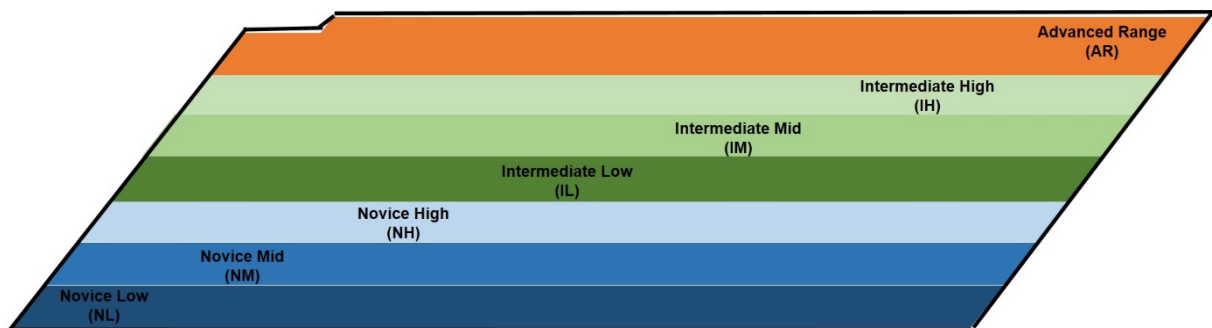 Advanced Range
(AR)
Intermediate High
(IH)
Intermediate Mid
(IM)
Intermediate Low
(IL)
Novice High
(NH)
Novice Mid
(NM)
Novice Low
(NL)